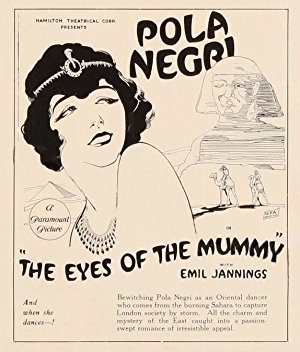 HAMILTON THEATRICAL CORP.
PRESENTS
POLA
NEGRI
A
Paramount
Picture
IN
"THE EYES OF THE MUMMY"
WITH
EMIL JANNINGS
And
when she
dances—!
Bewitching Pola Negri as an Oriental dancer
who comes from the burning Sahara to capture
London society by storm. All the charm and
mystery of the East caught into a passion-
swept romance of irresistible appeal.